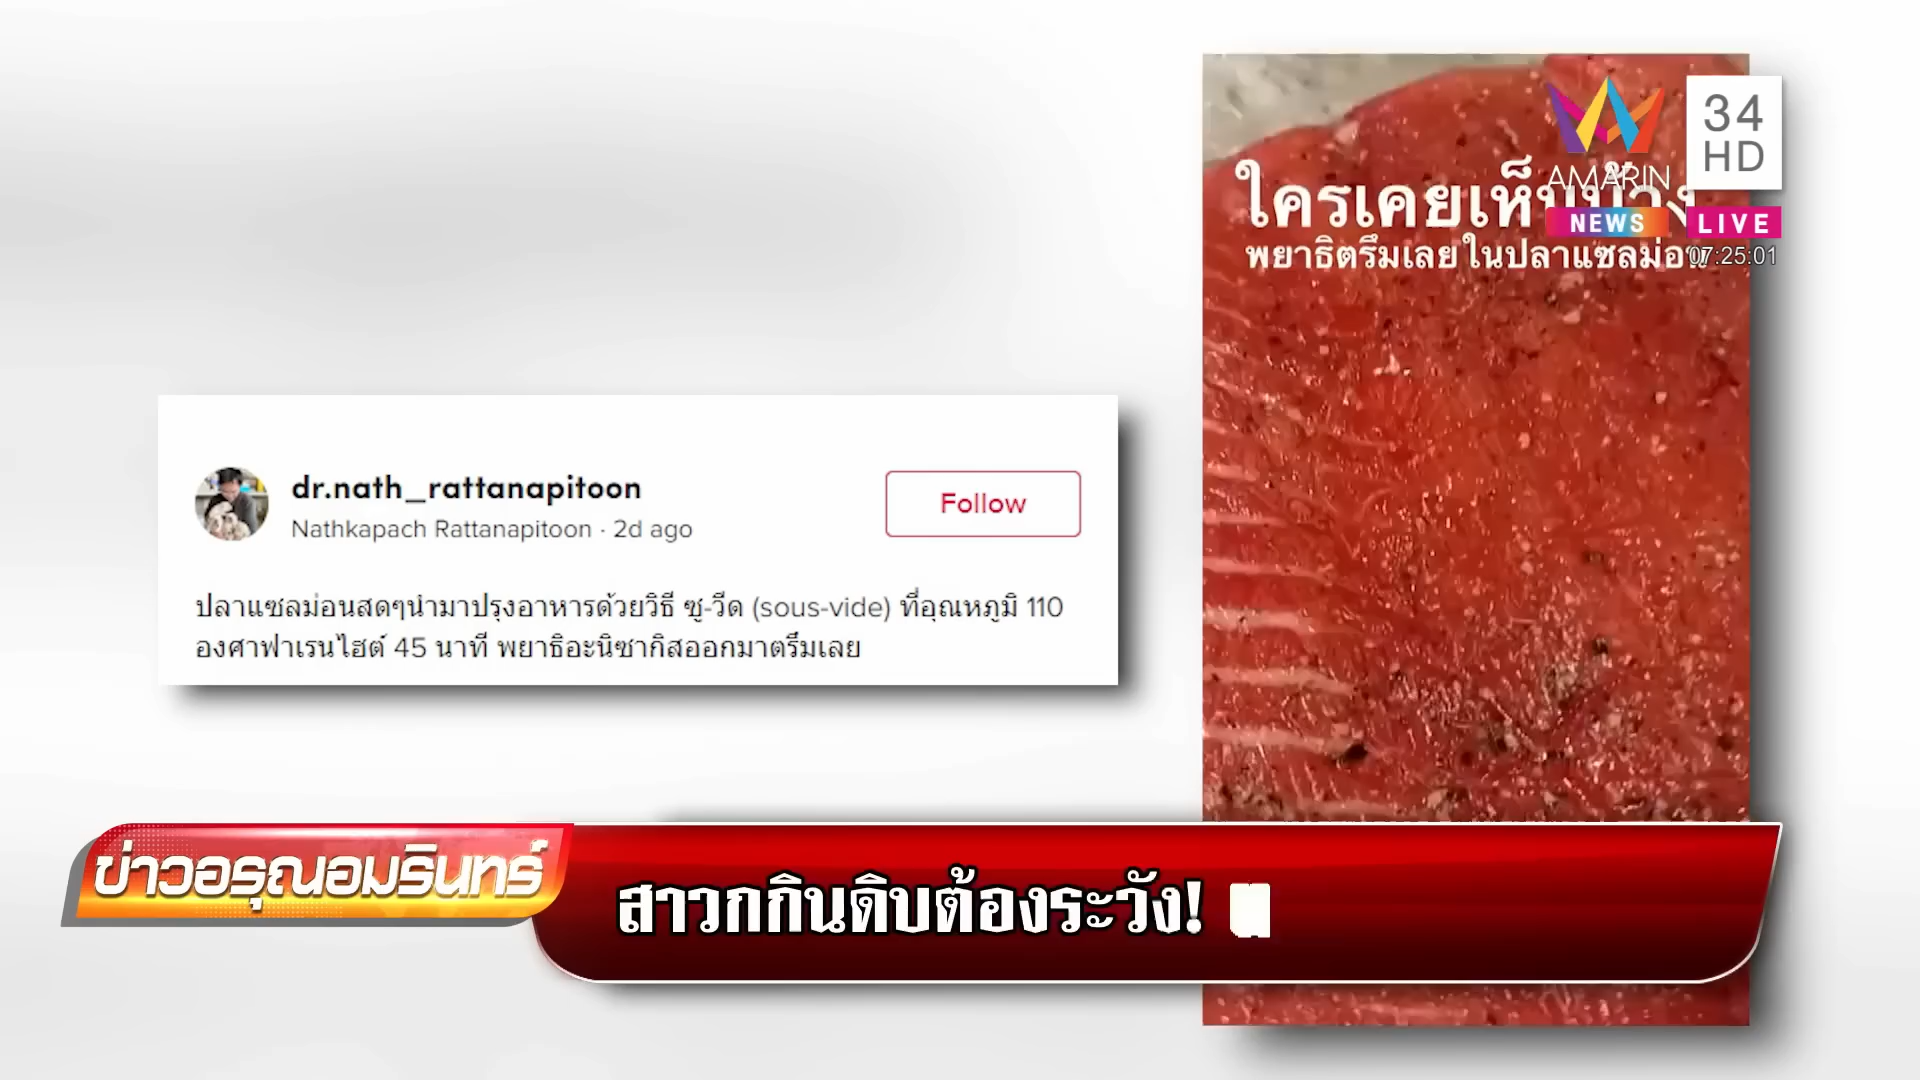 34
HD
AMARIN
NEWS
LIVE
07:25:01
ใครเคยเห็นบ้าง
พยาธิตรึมเลย ในปลาแซลม่อน
dr.nath_rattanapitoon
Nathkapach Rattanapitoon · 2d ago
Follow
ปลาแซลม่อนสดๆนำมาปรุงอาหารด้วยวิธี ซู-วีด (sous-vide) ที่อุณหภูมิ 110
องศาฟาเรนไฮต์ 45 นาที พยาธิอะนิซากิสออกมาตรึมเลย
ข่าวอรุณอมรินทร์
สาวกกินดิบต้องระวัง!